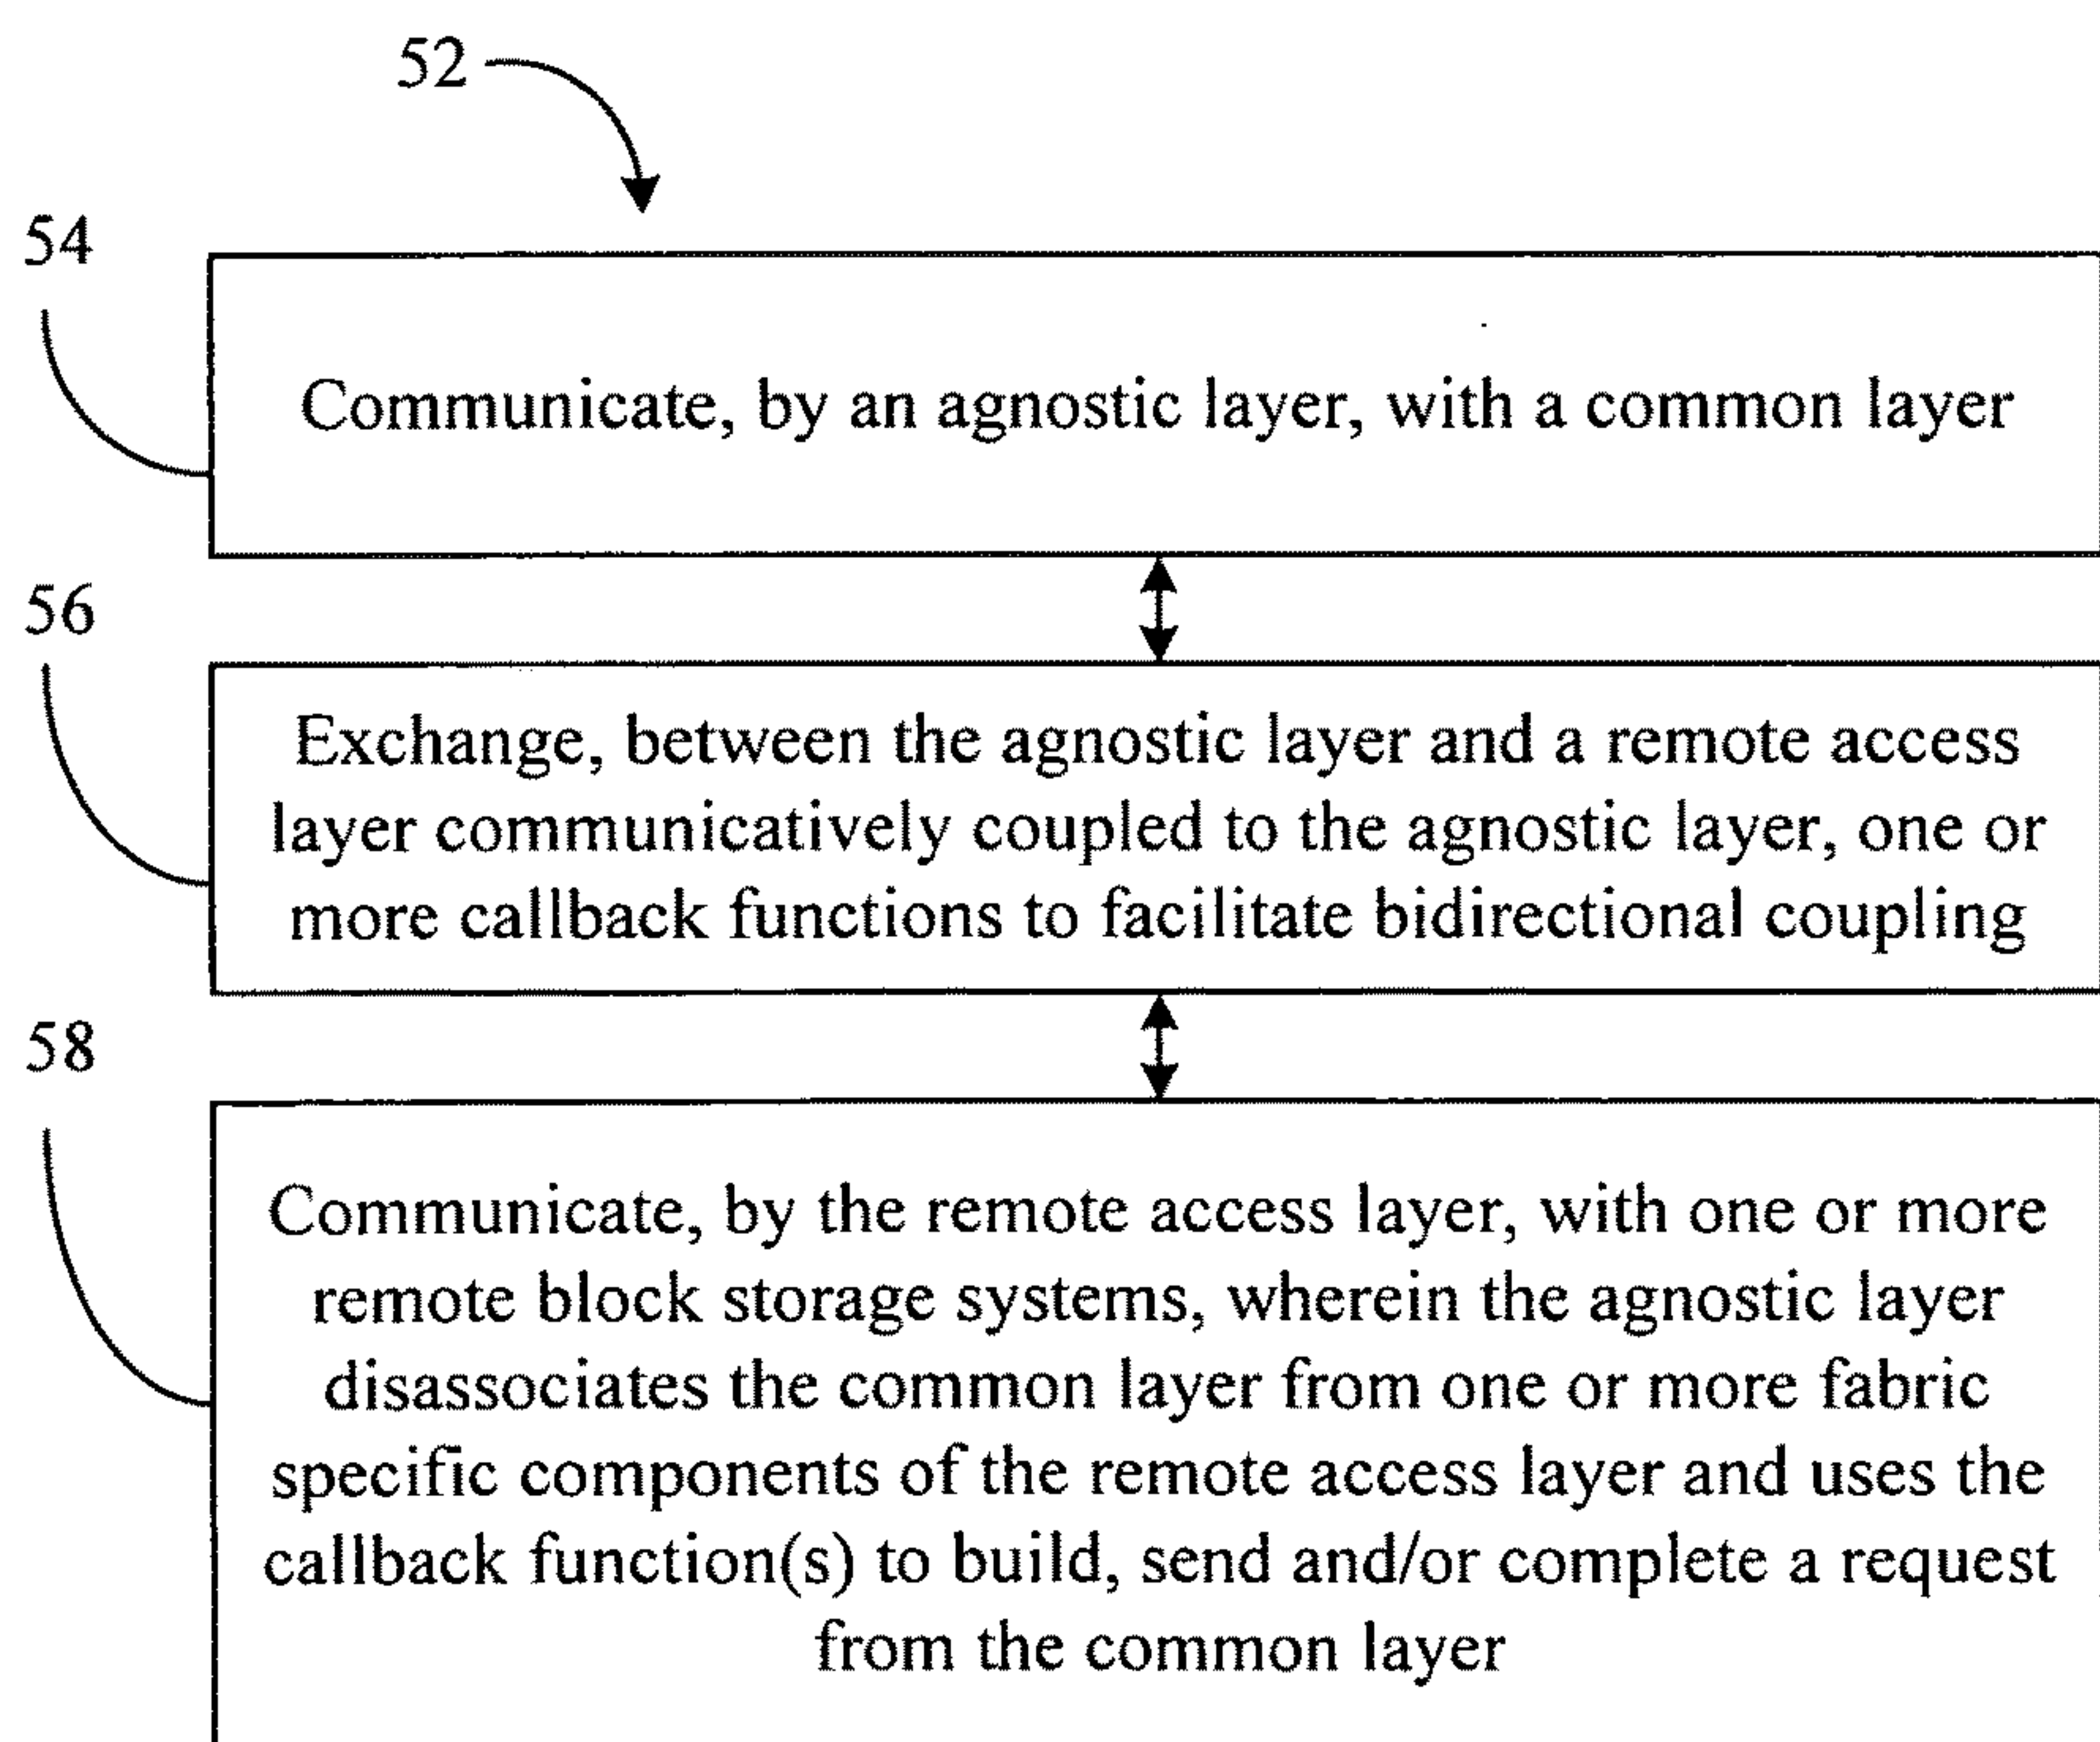 52
54
Communicate, by an agnostic layer, with a common layer
56
Exchange, between the agnostic layer and a remote access
layer communicatively coupled to the agnostic layer, one or
more callback functions to facilitate bidirectional coupling
58
Communicate, by the remote access layer, with one or more
remote block storage systems, wherein the agnostic layer
disassociates the common layer from one or more fabric
specific components of the remote access layer and uses the
callback function(s) to build, send and/or complete a request
from the common layer